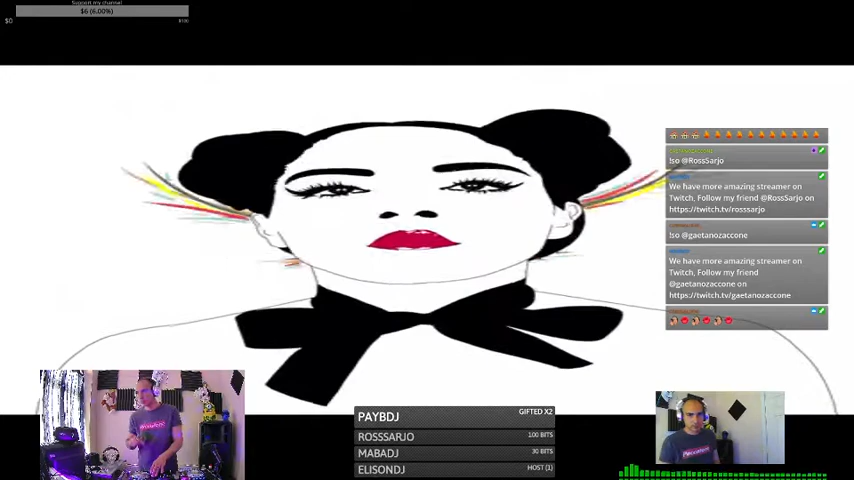 Support my channel
$6 (6.00%)
$0
$100
!so @RossSarjo
We have more amazing streamer on
Twitch, Follow my friend @RossSarjo on
https://twitch.tv/rosssarjo
!so @gaetanozaccone
We have more amazing streamer on
Twitch, Follow my friend
@gaetanozaccone on
https://twitch.tv/gaetanozaccone
PAYBDJ GIFTED X2
ROSSSARJO 100 BITS
MABADJ 30 BITS
ELISONDJ HOST (1)